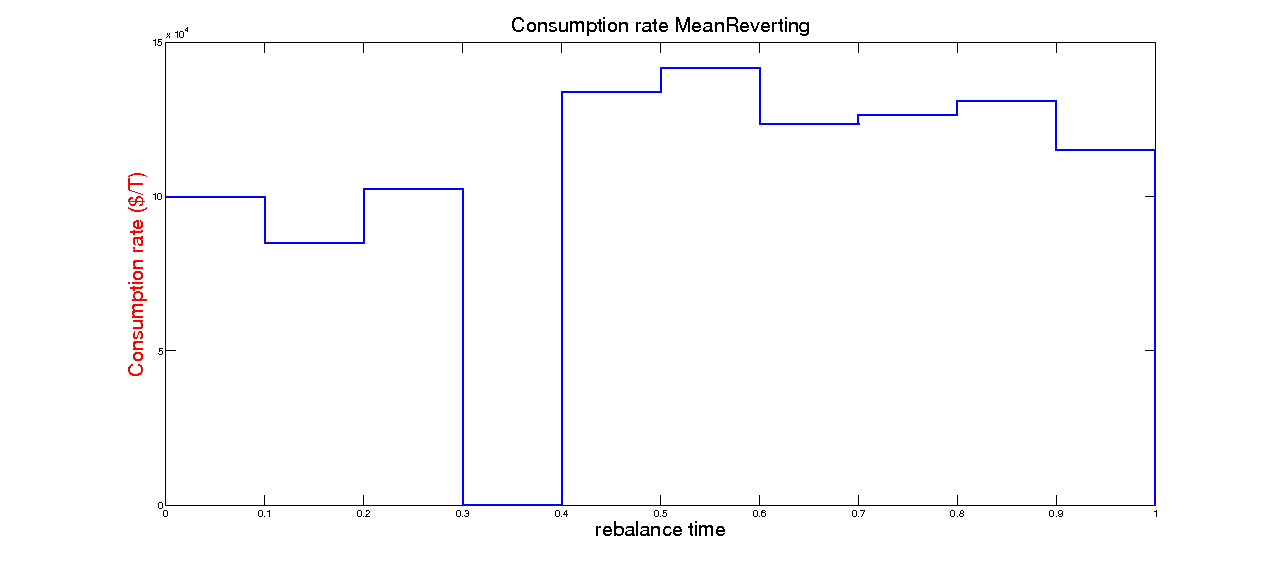 Consumption rate MeanReverting
x 10^4
15
10
5
0
Consumption rate ($/T)
0 0.1 0.2 0.3 0.4 0.5 0.6 0.7 0.8 0.9 1
rebalance time